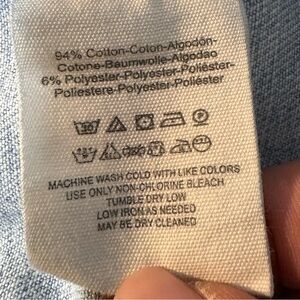 94% Cotton-Coton-Algodón-
Cotone-Baumwolle-Algodao
6% Polyester-Polyester-Poliéster-
Poliestere-Polyester-Poliéster
MACHINE WASH COLD WITH LIKE COLORS
USE ONLY NON-CHLORINE BLEACH
TUMBLE DRY LOW
LOW IRON AS NEEDED
MAY BE DRY CLEANED